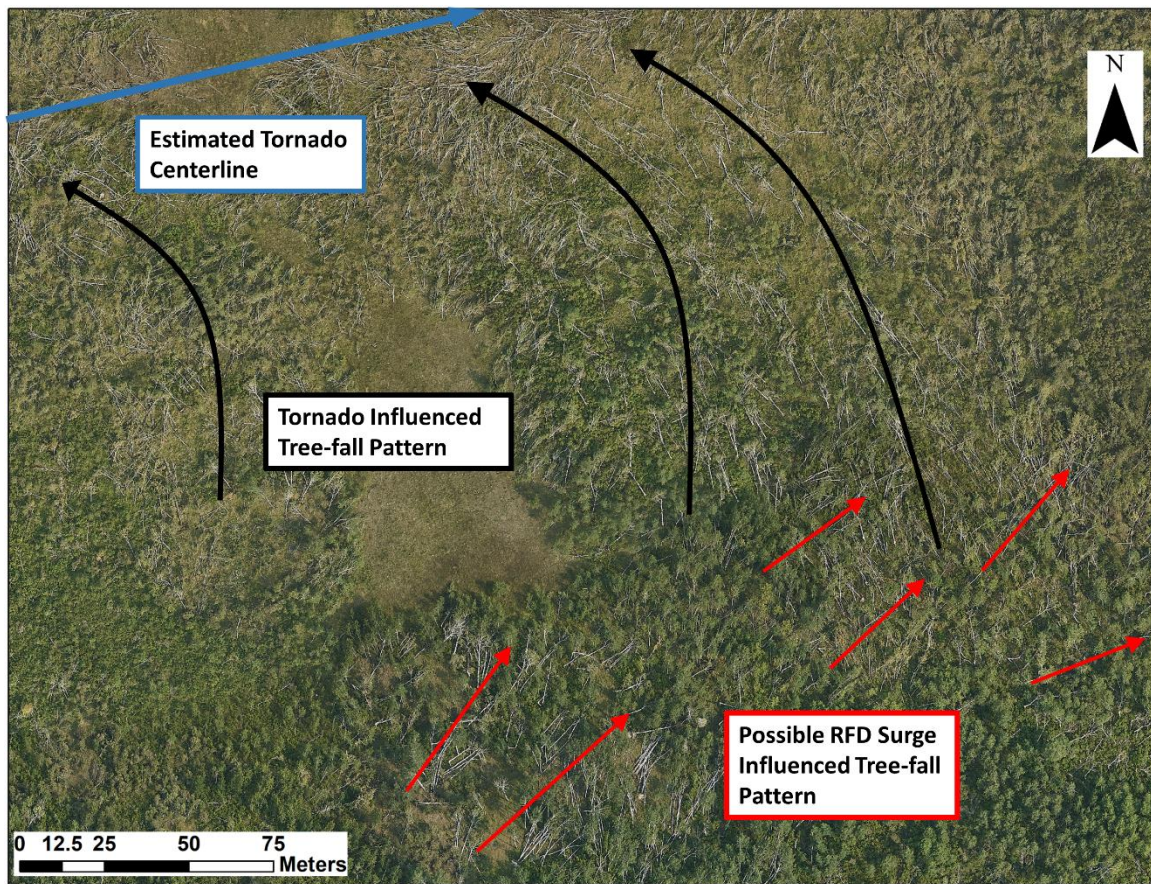 N
Estimated Tornado
Centerline
Tornado Influenced
Tree-fall Pattern
Possible RFD Surge
Influenced Tree-fall
Pattern
0 12.5 25 50 75
Meters